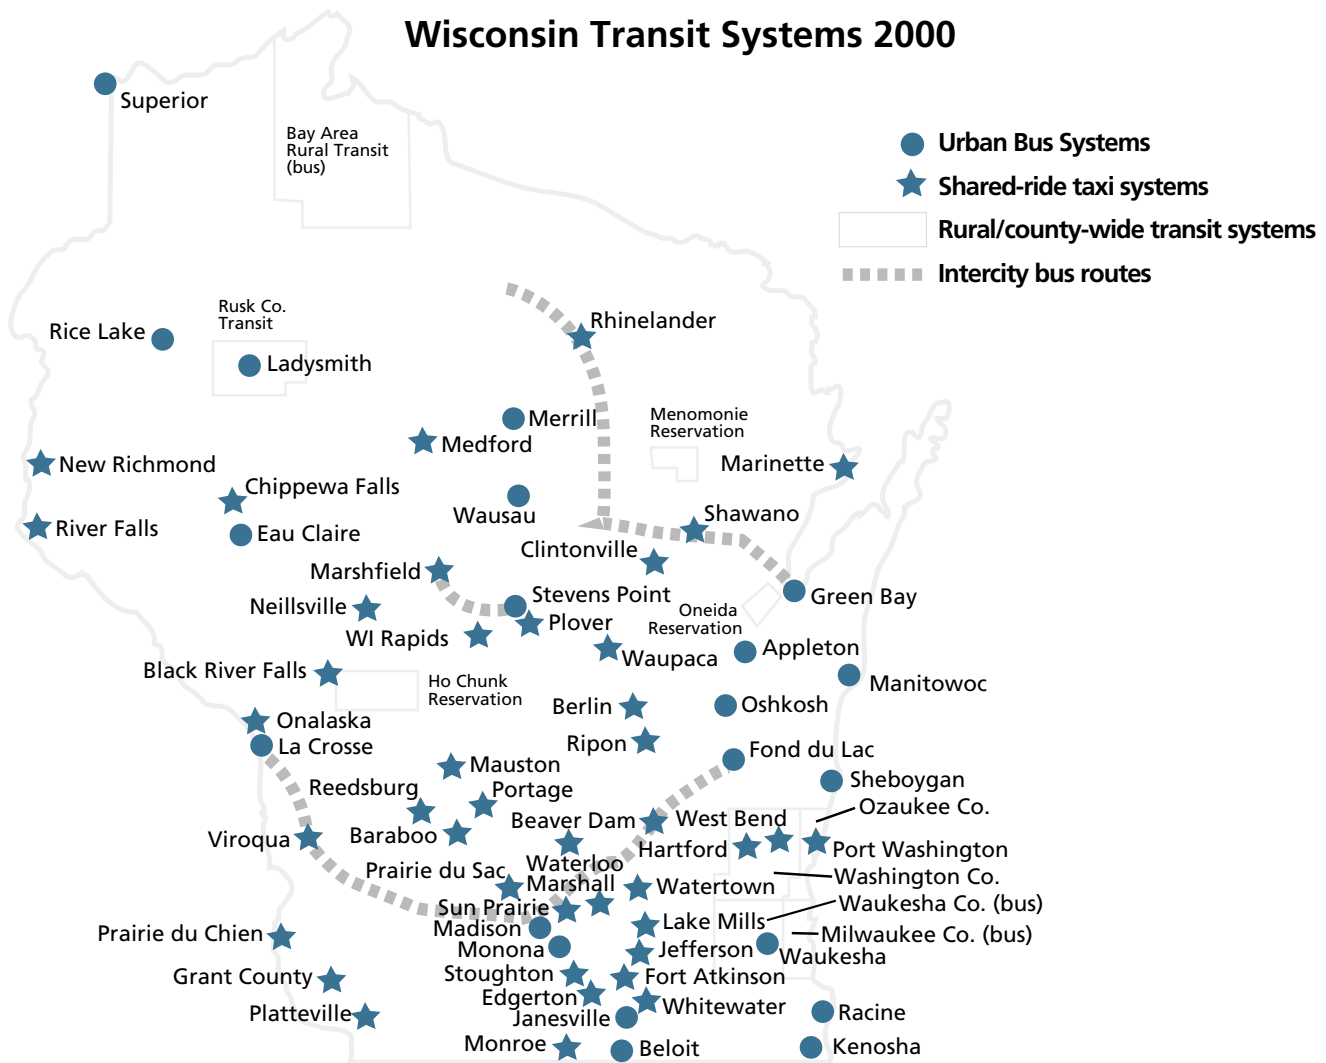 Wisconsin Transit Systems 2000
Superior
Bay Area
Rural Transit
(bus)
Urban Bus Systems
Shared-ride taxi systems
Rural/county-wide transit systems
Intercity bus routes
Rusk Co.
Transit
Rice Lake
Ladysmith
Rhinelander
Merrill
Medford
Menomonie
Reservation
Marinette
New Richmond
Chippewa Falls
River Falls
Eau Claire
Wausau
Shawano
Clintonville
Marshfield
Stevens Point
Green Bay
Neillsville
Plover
Oneida
Reservation
WI Rapids
Waupaca
Appleton
Black River Falls
Ho Chunk
Reservation
Manitowoc
Berlin
Oshkosh
Onalaska
La Crosse
Ripon
Fond du Lac
Mauston
Sheboygan
Reedsburg
Portage
Ozaukee Co.
Beaver Dam
West Bend
Viroqua
Baraboo
Hartford
Port Washington
Waterloo
Prairie du Sac
Marshall
Watertown
Washington Co.
Sun Prairie
Waukesha Co. (bus)
Madison
Lake Mills
Prairie du Chien
Milwaukee Co. (bus)
Monona
Jefferson
Waukesha
Grant County
Stoughton
Fort Atkinson
Edgerton
Whitewater
Platteville
Janesville
Racine
Monroe
Beloit
Kenosha